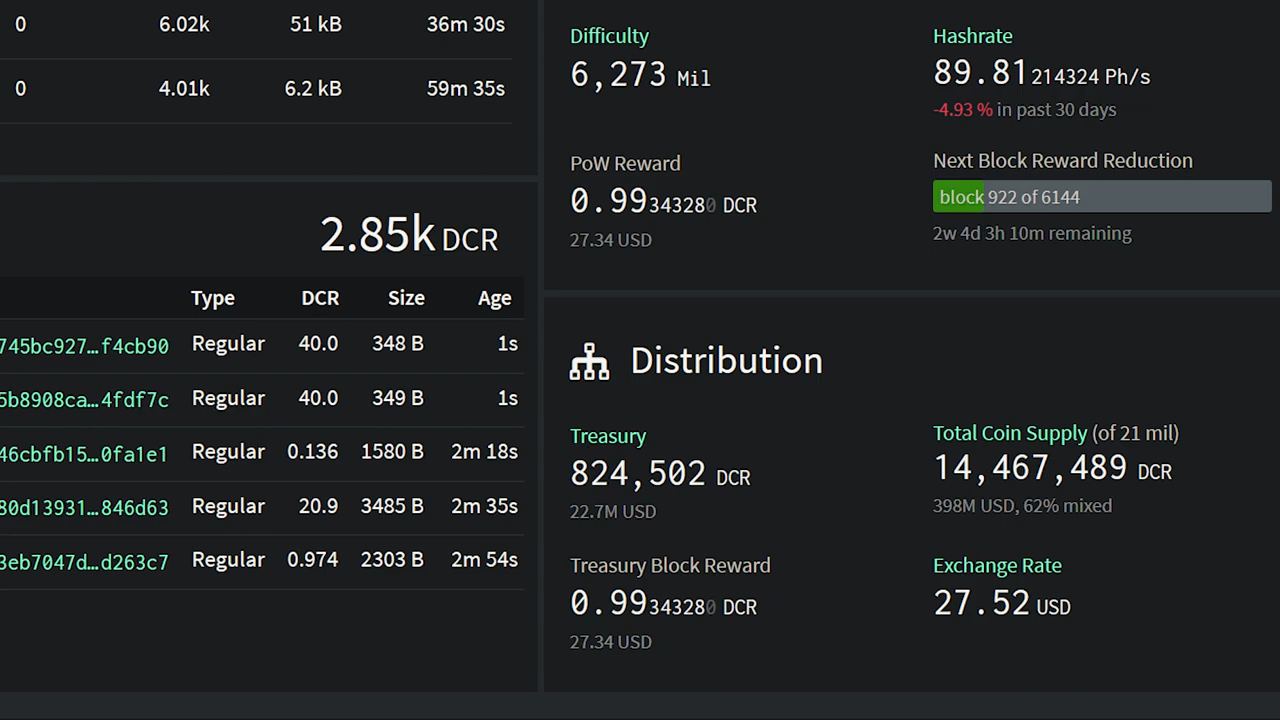 0 6.02k 51 kB 36m 30s
0 4.01k 6.2 kB 59m 35s
2.85k DCR
Type DCR Size Age
745bc927…f4cb90 Regular 40.0 348 B 1s
5b8908ca…4fdf7c Regular 40.0 349 B 1s
46cbfb15…0fa1e1 Regular 0.136 1580 B 2m 18s
80d13931…846d63 Regular 20.9 3485 B 2m 35s
3eb7047d…d263c7 Regular 0.974 2303 B 2m 54s
Difficulty
6,273 Mil
Hashrate
89.81214324 Ph/s
-4.93 % in past 30 days
PoW Reward
0.993432800 DCR
27.34 USD
Next Block Reward Reduction
block 922 of 6144
2w 4d 3h 10m remaining
Distribution
Treasury
824,502 DCR
22.7M USD
Total Coin Supply (of 21 mil)
14,467,489 DCR
398M USD, 62% mixed
Treasury Block Reward
0.99343280 DCR
27.34 USD
Exchange Rate
27.52 USD